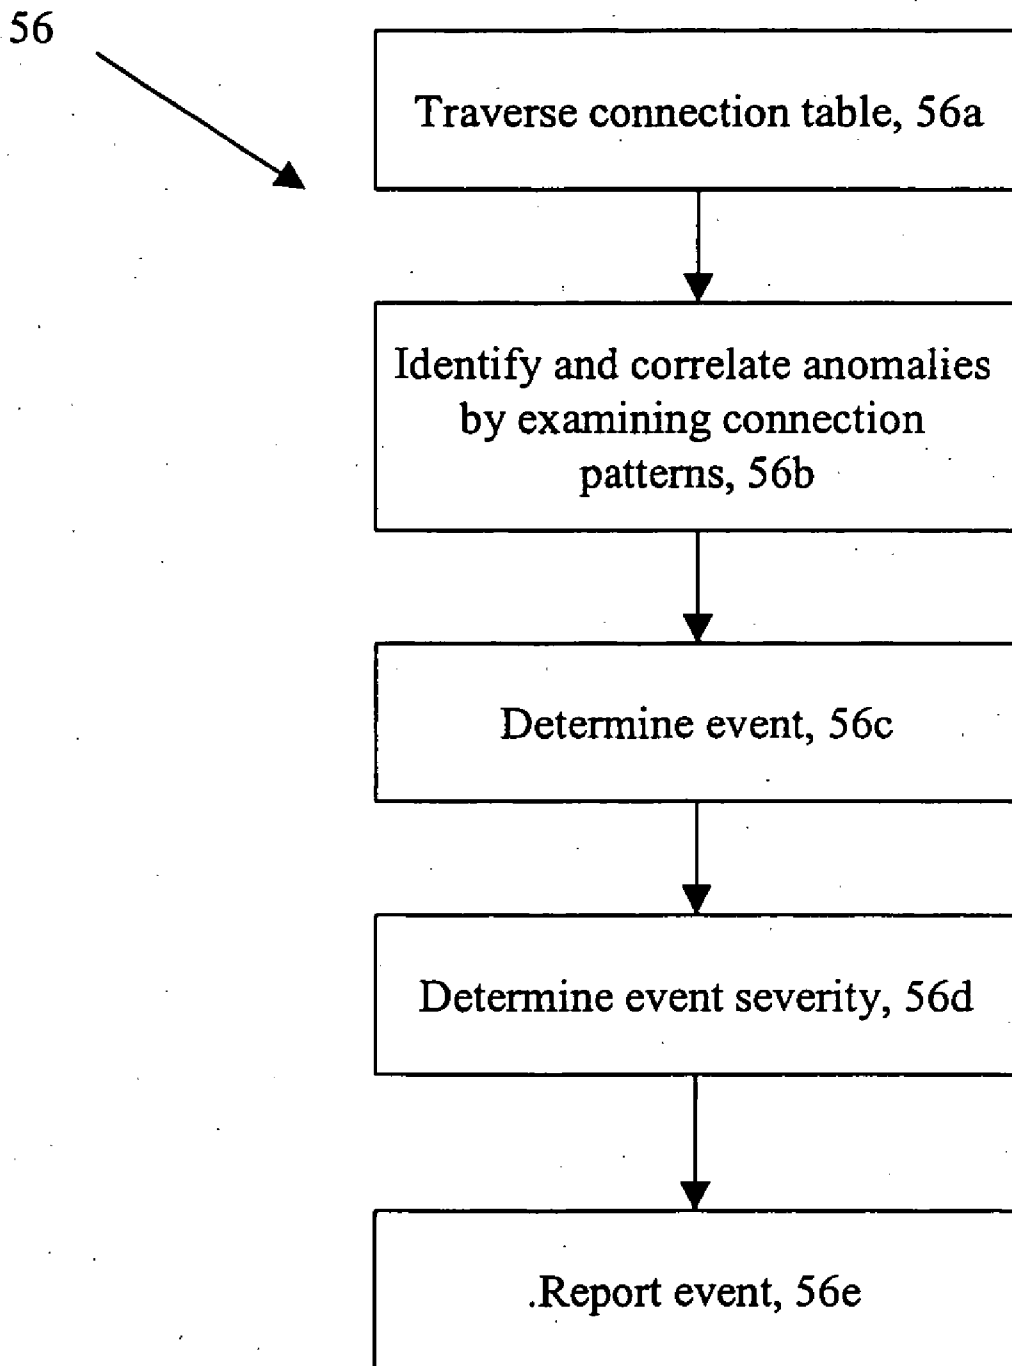 56
Traverse connection table, 56a
Identify and correlate anomalies
by examining connection
patterns, 56b
Determine event, 56c
Determine event severity, 56d
Report event, 56e